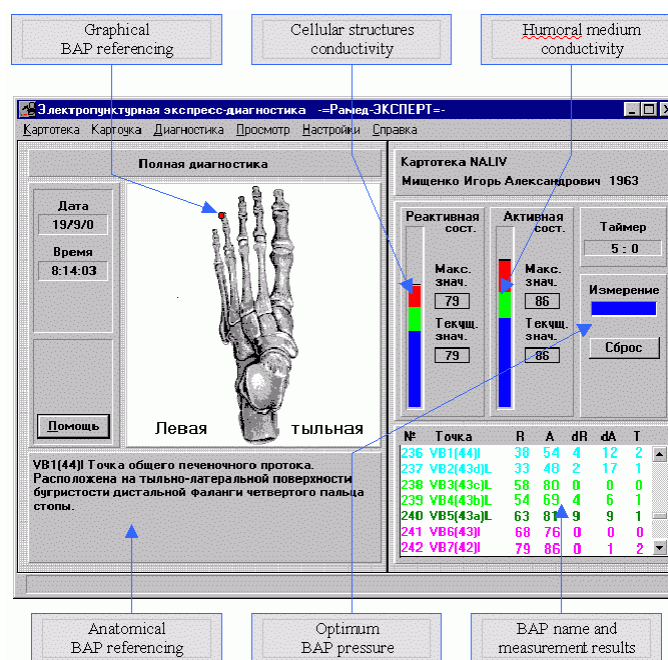 Graphical
BAP referencing
Cellular structures
conductivity
Humoral medium
conductivity
Электропунктурная экспресс-диагностика -=Рамед-ЭКСПЕРТ=-
Картотека Карточка Диагностика Просмотр Настройки Справка
Полная диагностика
Дата
19/9/0
Время
8:14:03
Помощь
Левая тыльная
VB1(44)I Точка общего печеночного протока.
Расположена на тыльно-латеральной поверхности
бугристости дистальной фаланги четвертого пальца
стопы.
Картотека NALIV
Мищенко Игорь Александрович 1963
Реактивная
сост.
Макс.
знач.
79
Текущ.
знач.
79
Активная
сост.
Макс.
знач.
86
Текущ.
знач.
86
Таймер
5 : 0
Измерение
Сброс
№ Точка R A dR dA T
236 VB1(44)I 38 54 4 12 2
237 VB2(43d)L 33 48 2 17 1
238 VB3(43c)L 58 80 0 0 0
239 VB4(43b)L 54 69 4 6 1
240 VB5(43a)L 63 81 9 9 1
241 VB6(43)I 68 76 0 0 0
242 VB7(42)I 79 86 0 1 2
Anatomical
BAP referencing
Optimum
BAP pressure
BAP name and
measurement results